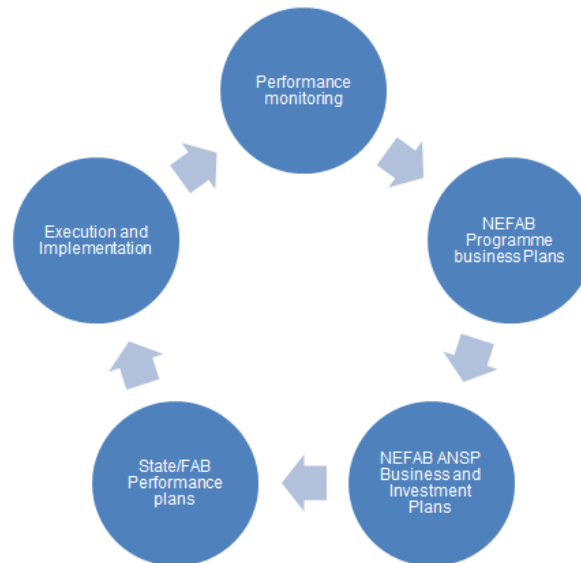 Performance
monitoring
NEFAB
Programme
business Plans
NEFAB ANSP
Business and
Investment
Plans
State/FAB
Performance
plans
Execution and
Implementation